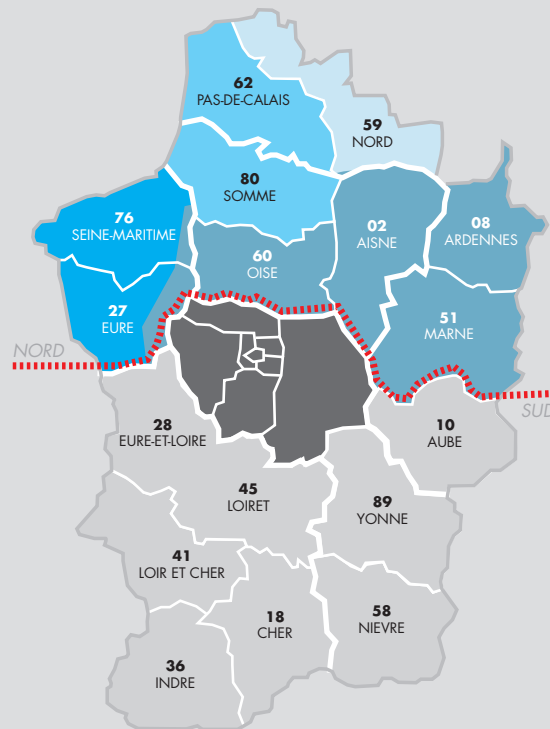 62
PAS-DE-CALAIS
59
NORD
80
SOMME
76
SEINE-MARITIME
02
AISNE
08
ARDENNES
60
OISE
27
EURE
51
MARNE
NORD
SUD
28
EURE-ET-LOIRE
10
AUBE
45
LOIRET
89
YONNE
41
LOIR ET CHER
18
CHER
58
NIEVRE
36
INDRE